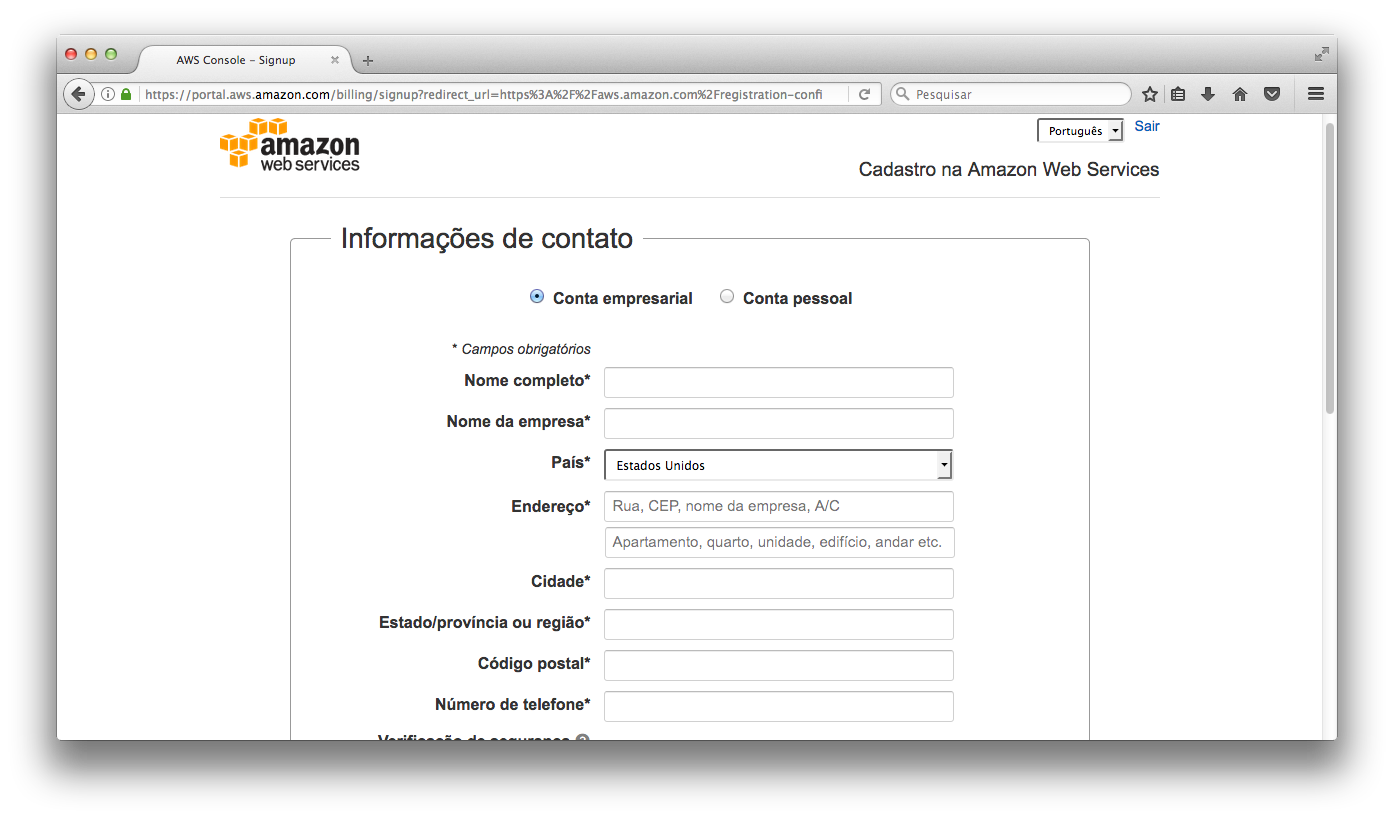 AWS Console – Signup
https://portal.aws.amazon.com/billing/signup?redirect_url=https%3A%2F%2Faws.amazon.com%2Fregistration-confi
Pesquisar
amazon
web services
Português
Sair
Cadastro na Amazon Web Services
Informações de contato
Conta empresarial
Conta pessoal
* Campos obrigatórios
Nome completo*
Nome da empresa*
País*
Estados Unidos
Endereço*
Rua, CEP, nome da empresa, A/C
Apartamento, quarto, unidade, edifício, andar etc.
Cidade*
Estado/província ou região*
Código postal*
Número de telefone*
Verificação de segurança